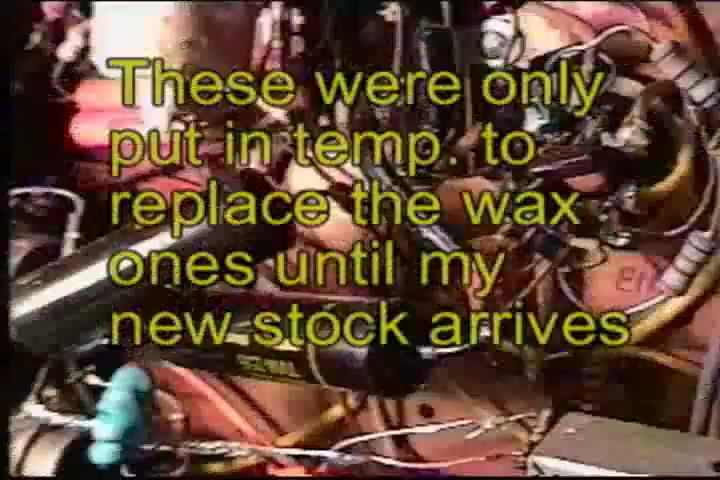 These were only
put in temp. to
replace the wax
ones until my
new stock arrives